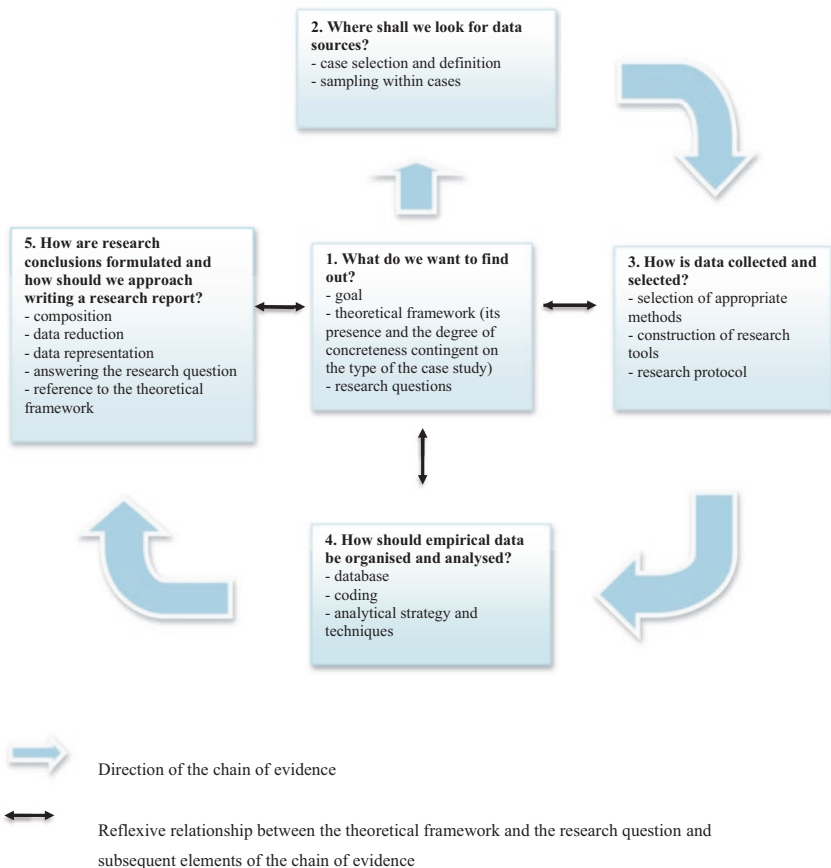 2. Where shall we look for data
sources?
- case selection and definition
- sampling within cases
5. How are research
conclusions formulated and
how should we approach
writing a research report?
- composition
- data reduction
- data representation
- answering the research question
- reference to the theoretical
framework
1. What do we want to find
out?
- goal
- theoretical framework (its
presence and the degree of
concreteness contingent on
the type of the case study)
- research questions
3. How is data collected and
selected?
- selection of appropriate
methods
- construction of research
tools
- research protocol
4. How should empirical data
be organised and analysed?
- database
- coding
- analytical strategy and
techniques
Direction of the chain of evidence
Reflexive relationship between the theoretical framework and the research question and
subsequent elements of the chain of evidence